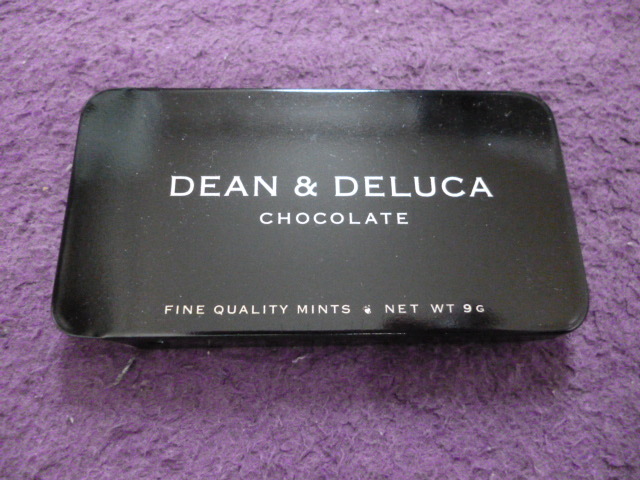 DEAN & DELUCA
CHOCOLATE
FINE QUALITY MINTS NET WT 9G